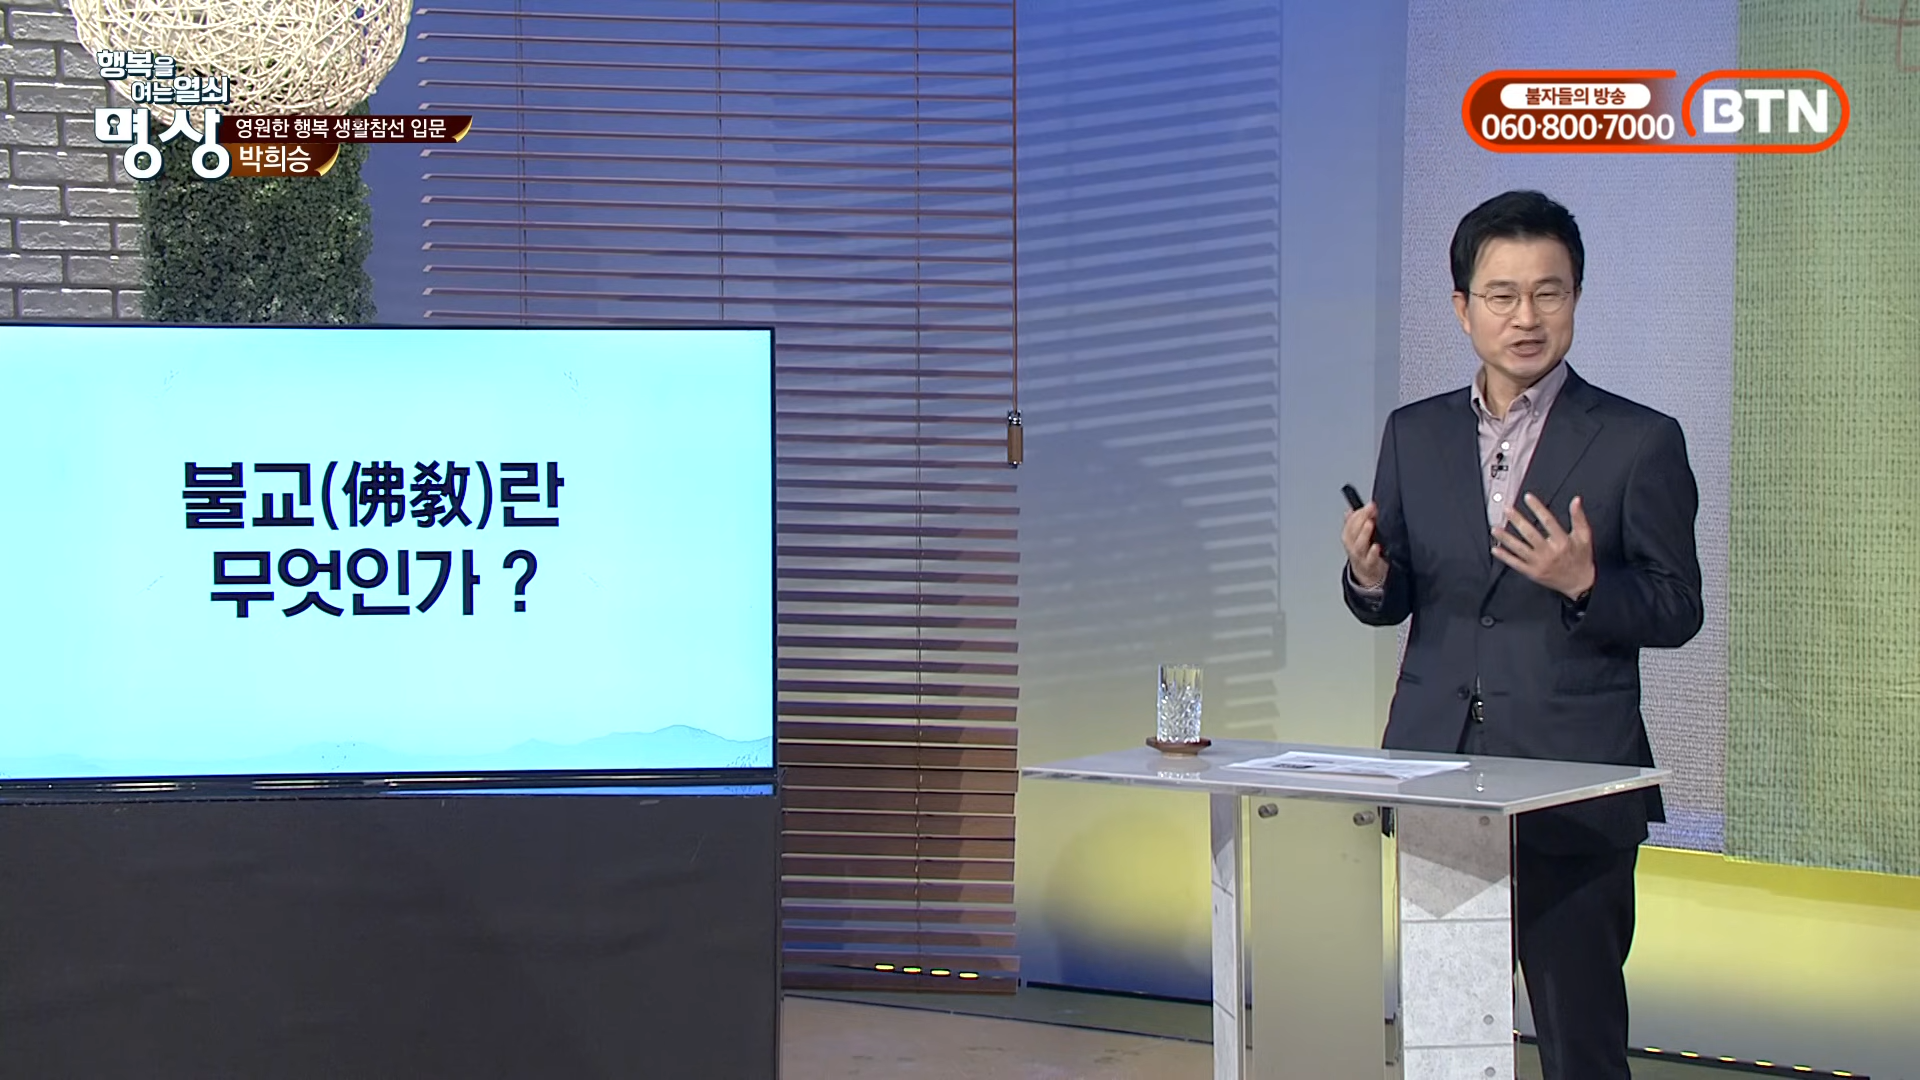 행복을
여는열쇠
명상
영원한 행복 생활참선 입문
박희승
불자들의 방송
060·800·7000
BTN
불교(佛敎)란
무엇인가 ?